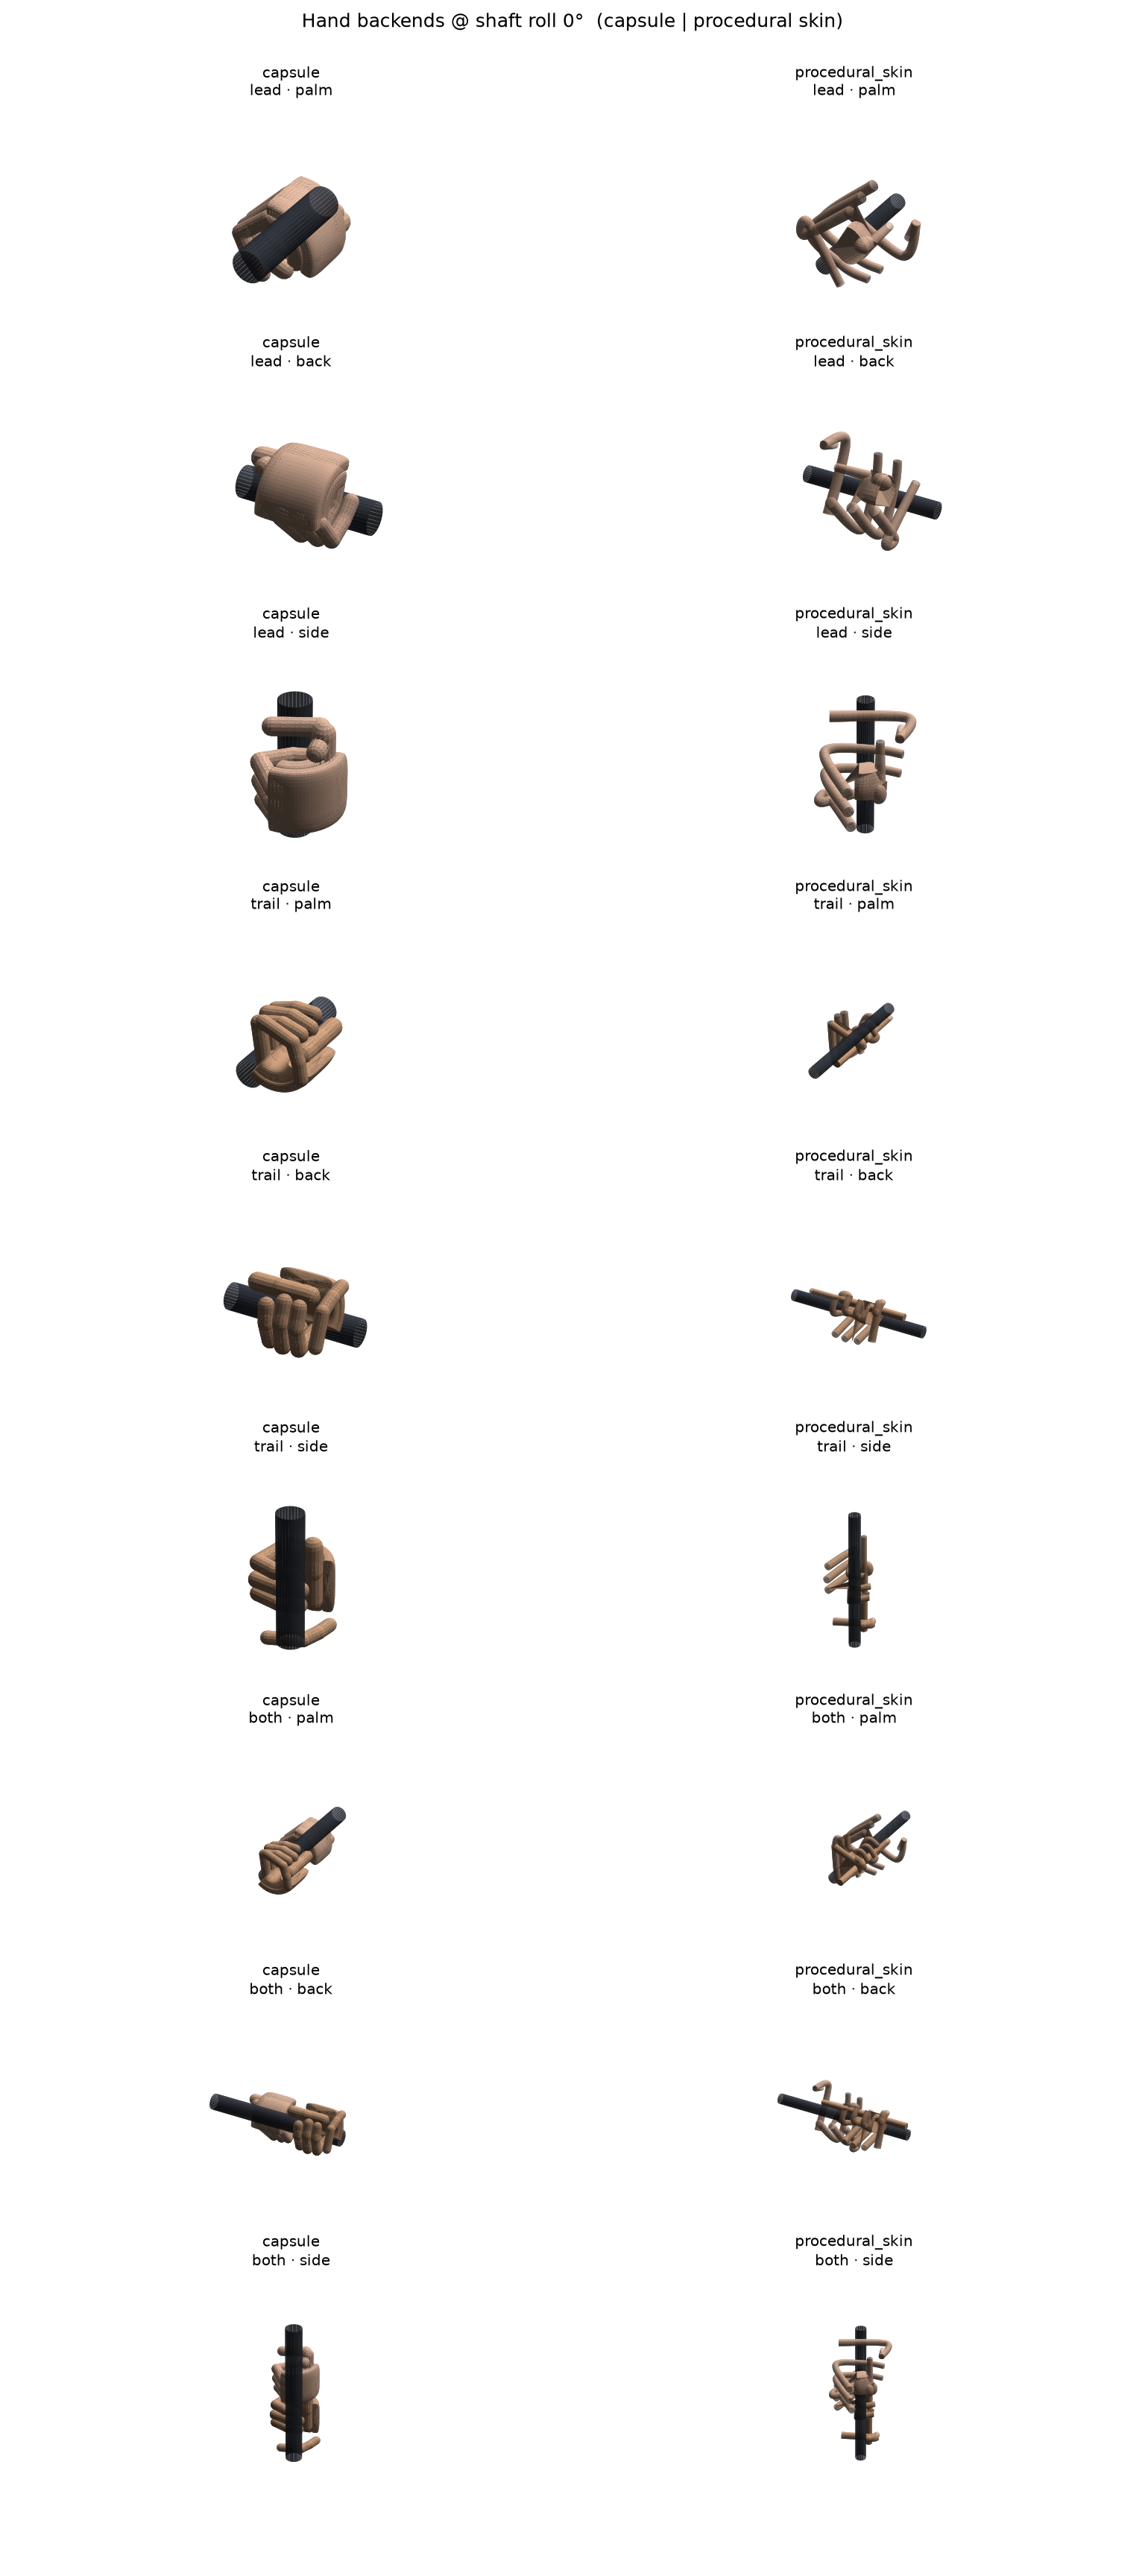 Hand backends @ shaft roll 0°  (capsule | procedural skin)
capsule
lead · palm
procedural_skin
lead · palm
capsule
lead · back
procedural_skin
lead · back
capsule
lead · side
procedural_skin
lead · side
capsule
trail · palm
procedural_skin
trail · palm
capsule
trail · back
procedural_skin
trail · back
capsule
trail · side
procedural_skin
trail · side
capsule
both · palm
procedural_skin
both · palm
capsule
both · back
procedural_skin
both · back
capsule
both · side
procedural_skin
both · side